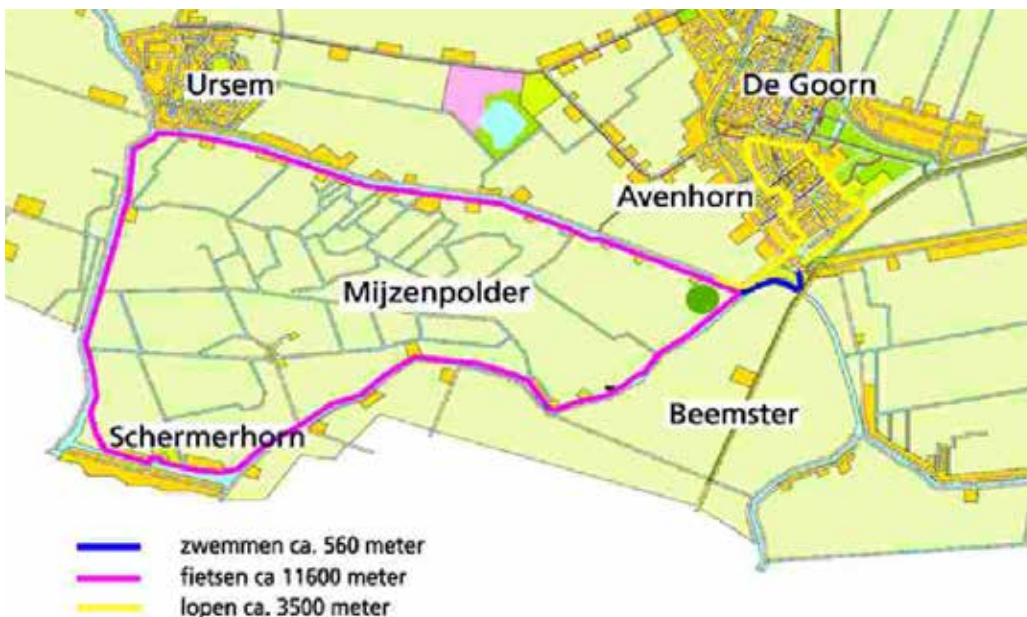 Ursem
De Goorn
Avenhorn
Mijzenpolder
Beemster
Schermerhorn
zwemmen ca. 560 meter
fietsen ca 11600 meter
lopen ca. 3500 meter